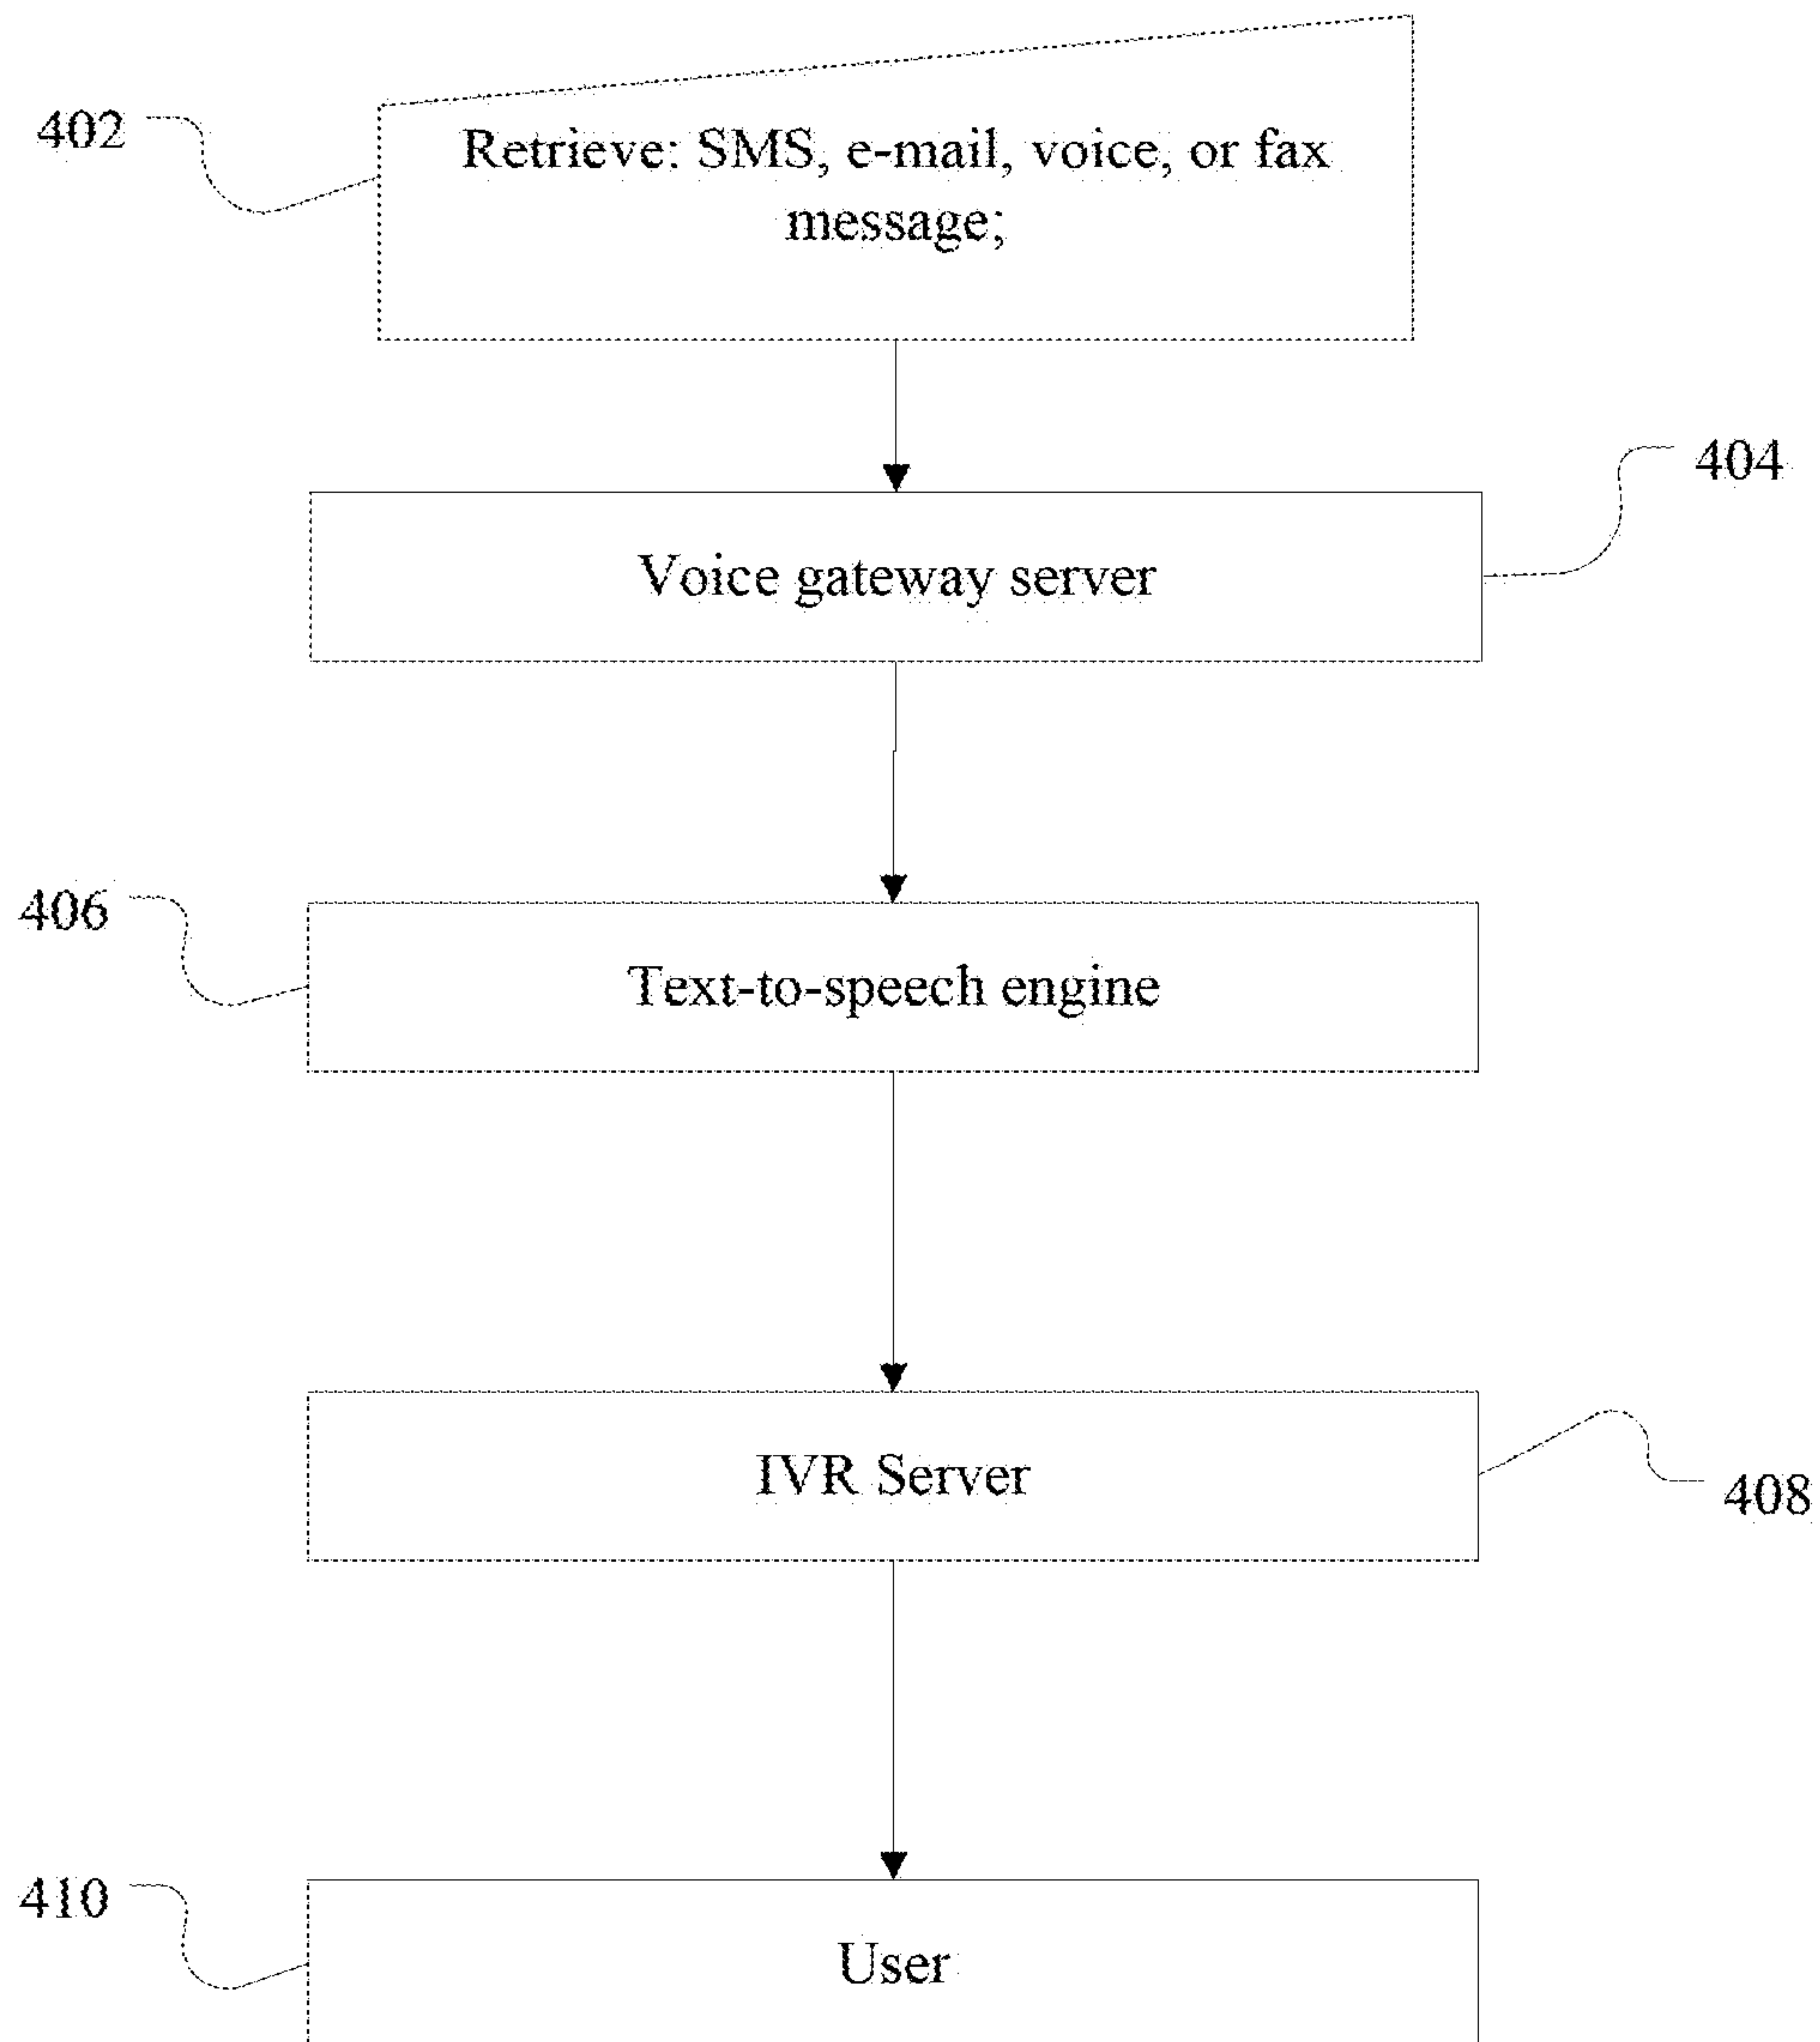 402
Retrieve: SMS, e-mail, voice, or fax
message;
404
Voice gateway server
406
Text-to-speech engine
IVR Server
408
410
User